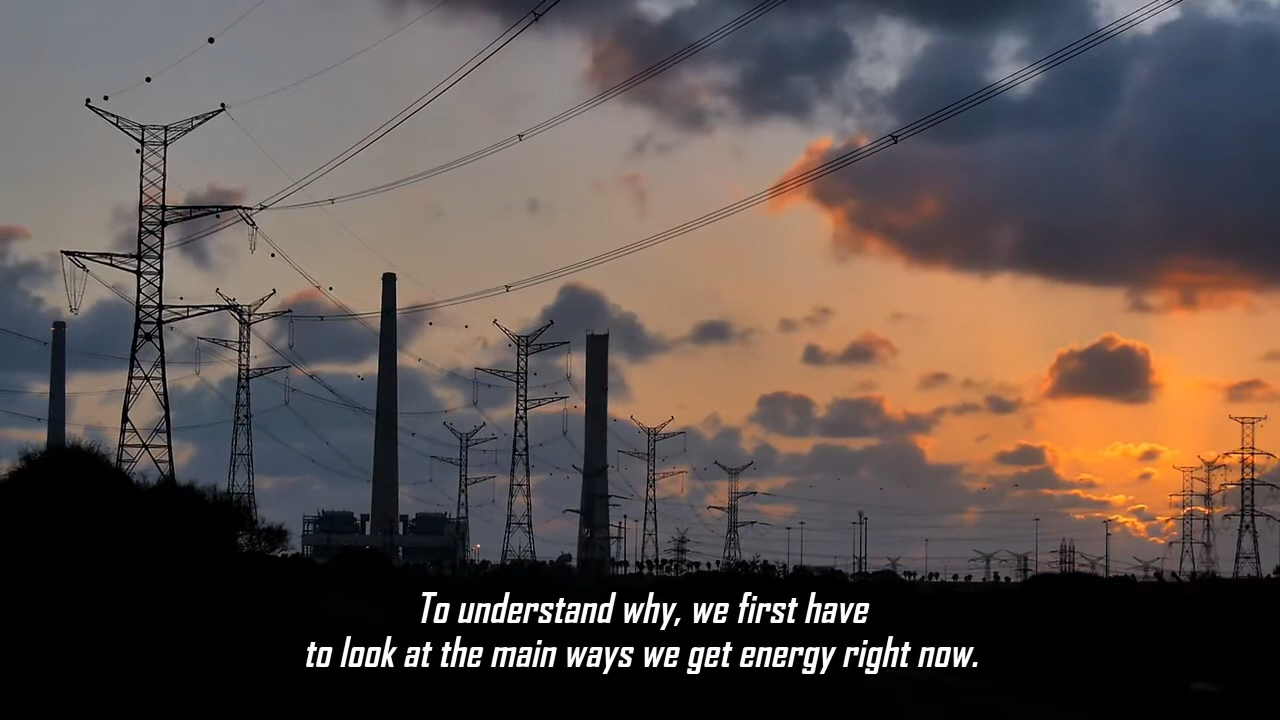 To understand why, we first have
to look at the main ways we get energy right now.